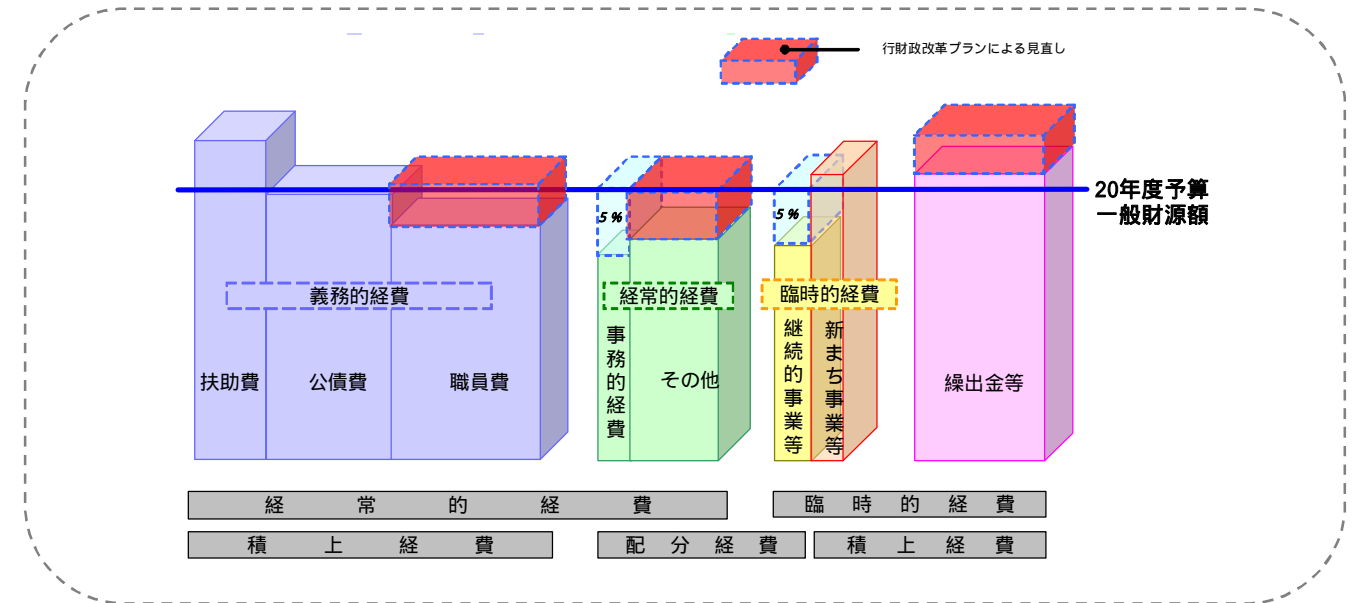 行財政改革プランによる見直し
20年度予算
一般財源額
5%
5%
義務的経費
経常的経費
臨時的経費
扶助費
公債費
職員費
事務的経費
その他
継続的事業等
新まち事業等
繰出金等
経常的経費
臨時的経費
積上経費
配分経費
積上経費